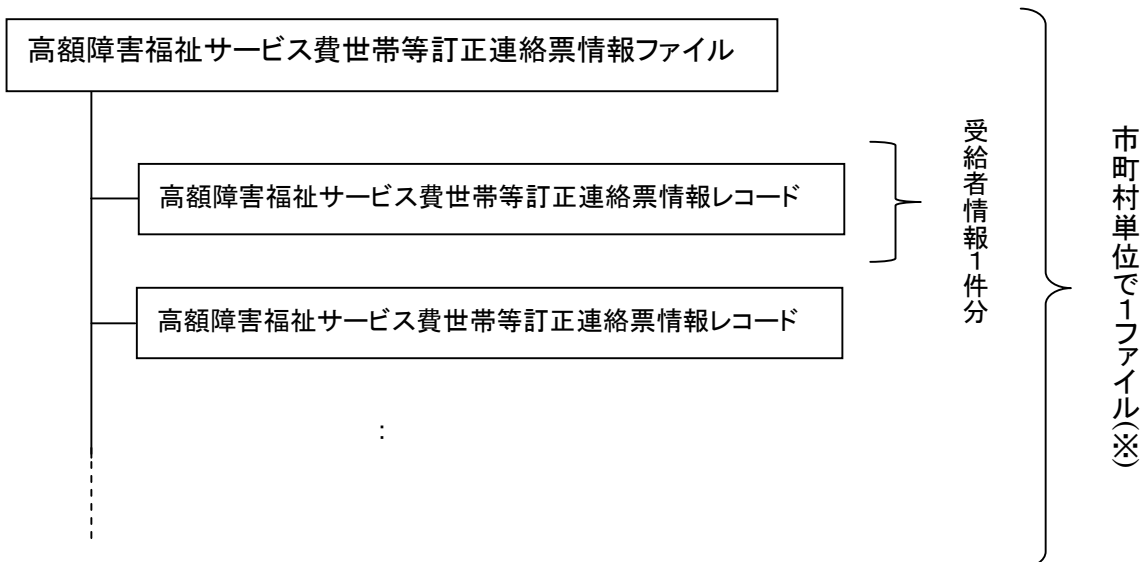 高額障害福祉サービス費世帯等訂正連絡票情報ファイル
高額障害福祉サービス費世帯等訂正連絡票情報レコード
高額障害福祉サービス費世帯等訂正連絡票情報レコード
:
受給者情報1件分
市町村単位で1ファイル(※)